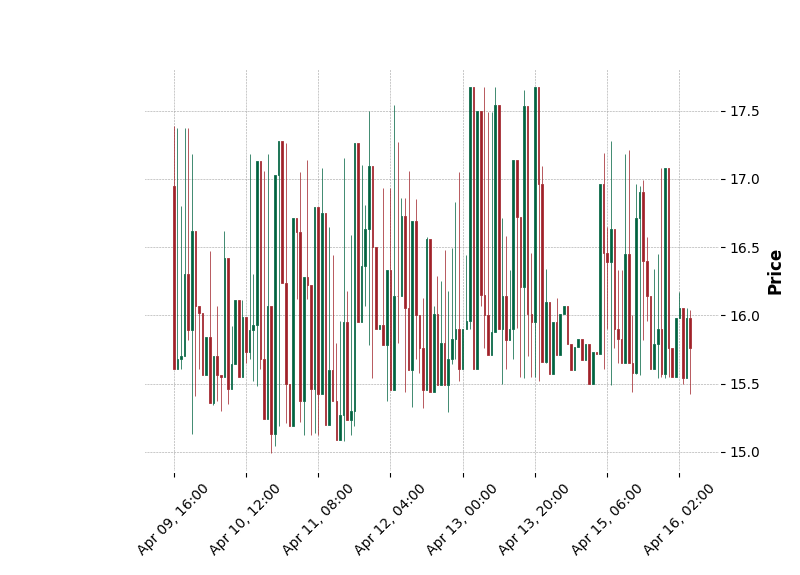 17.5
17.0
16.5
16.0
15.5
15.0
Price
Apr 09, 16:00
Apr 10, 12:00
Apr 11, 08:00
Apr 12, 04:00
Apr 13, 00:00
Apr 13, 20:00
Apr 15, 06:00
Apr 16, 02:00